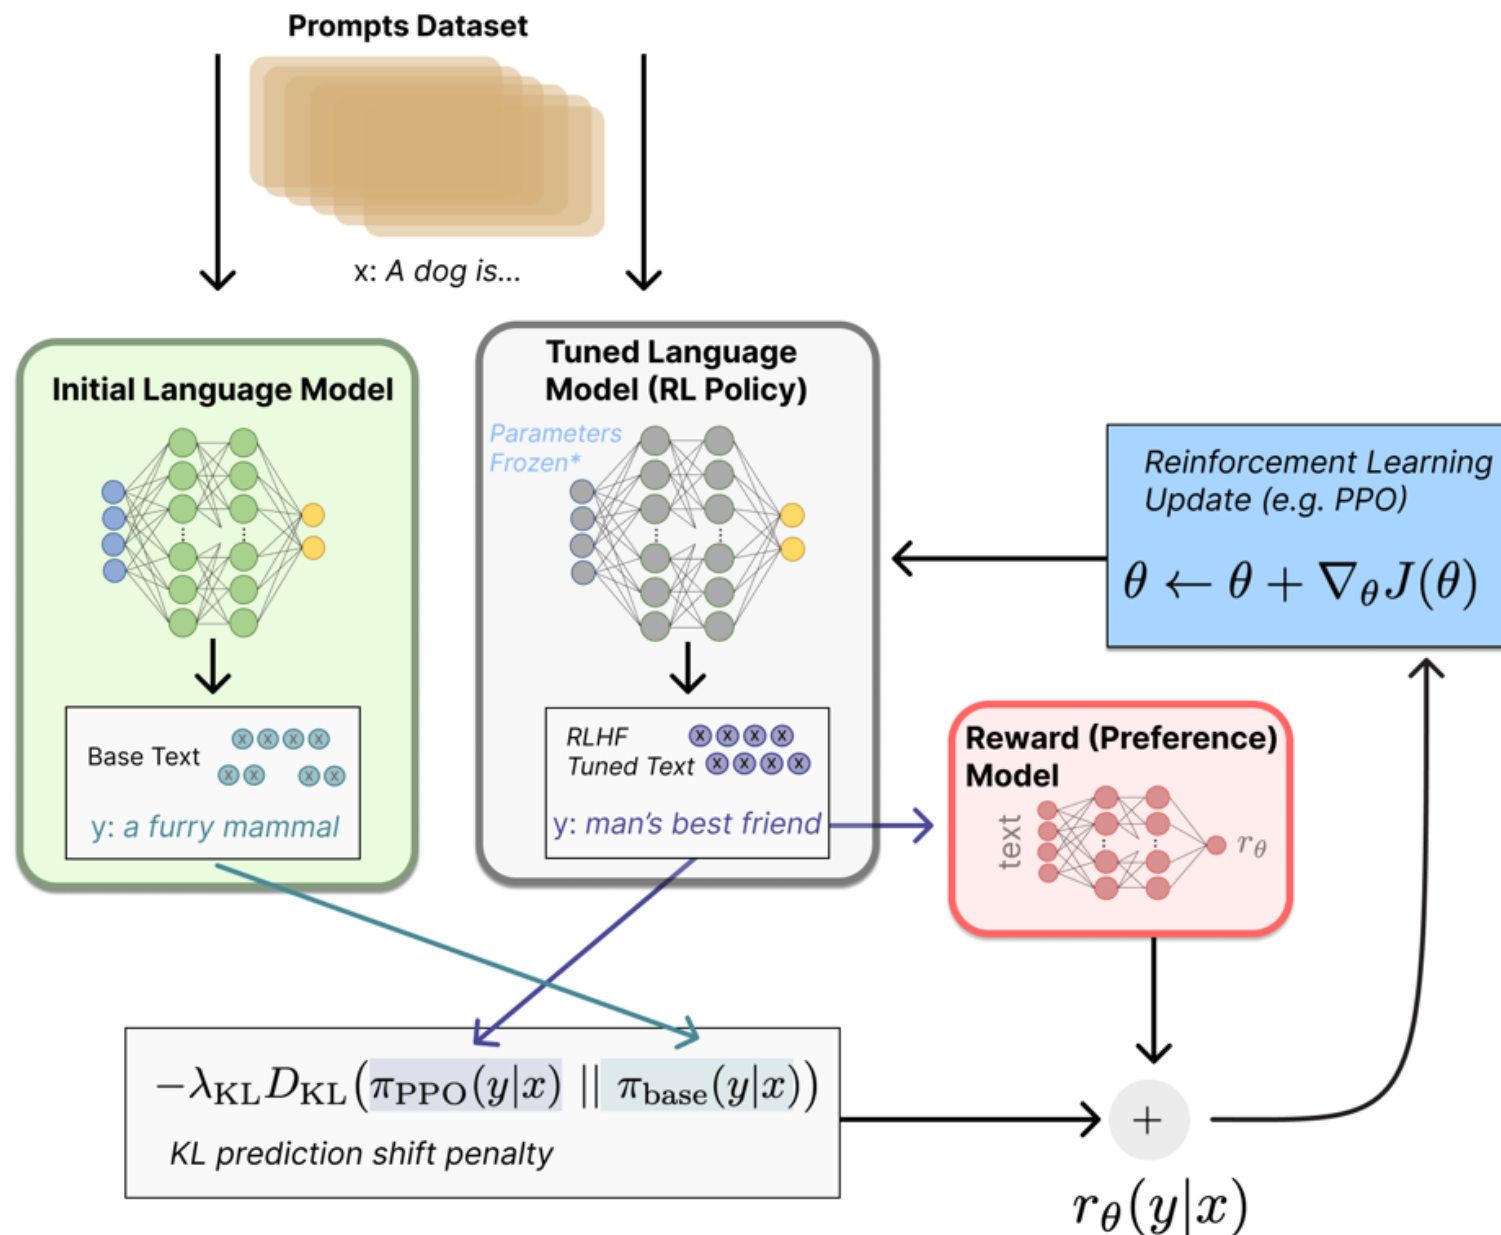 Prompts Dataset
x: A dog is...
Initial Language Model
Tuned Language
Model (RL Policy)
Parameters
Frozen*
Reinforcement Learning
Update (e.g. PPO)
θ ← θ + ∇θJ(θ)
Base Text
x x x x
x x x x
y: a furry mammal
RLHF
Tuned Text
x x x x
x x x x
y: man's best friend
Reward (Preference)
Model
text
rθ
−λKL DKL(πPPO(y|x) || πbase(y|x))
KL prediction shift penalty
+
rθ(y|x)